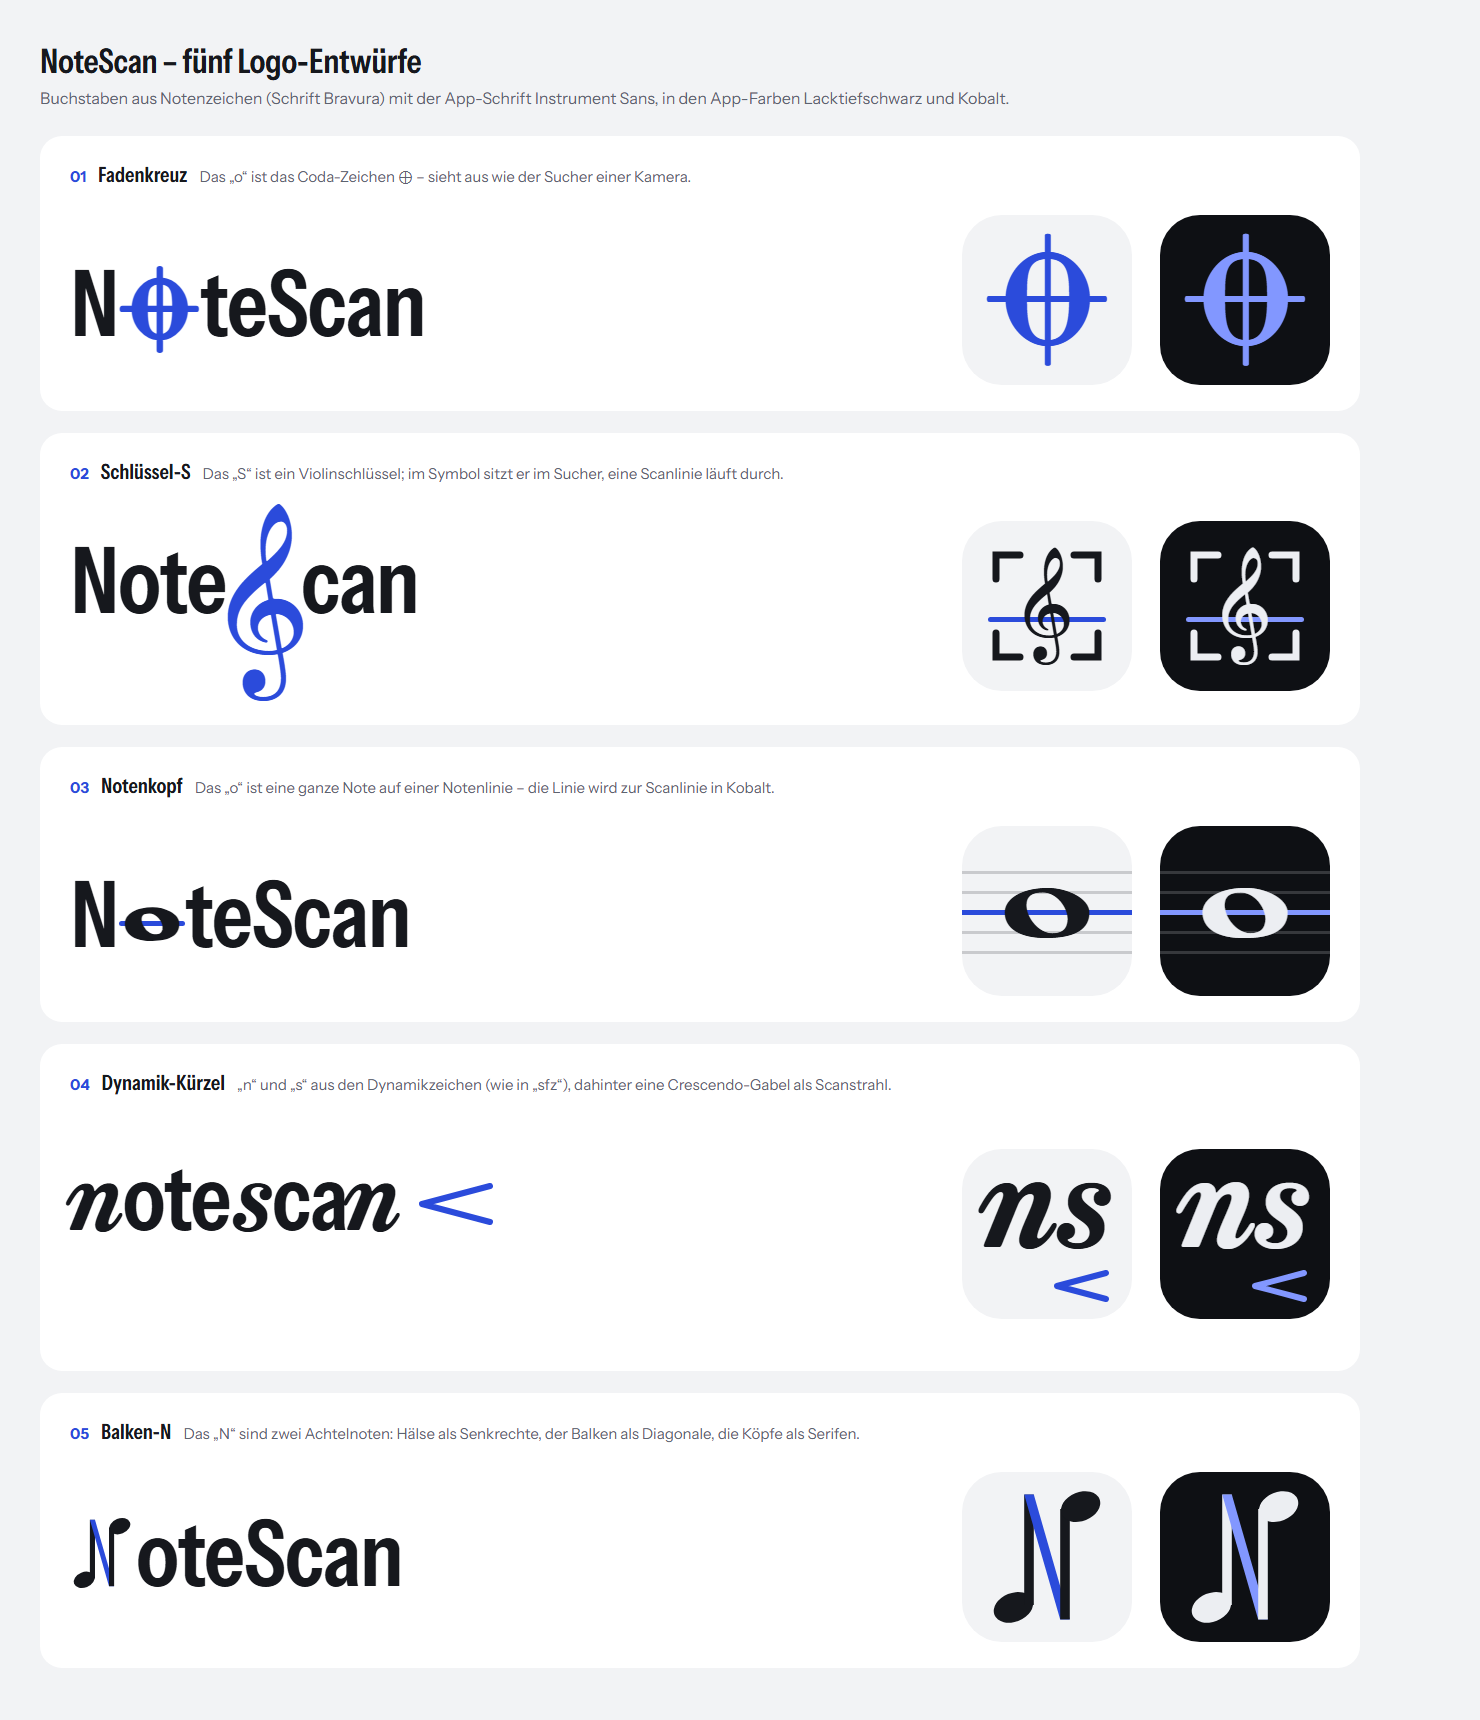 NoteScan – fünf Logo-Entwürfe
Buchstaben aus Notenzeichen (Schrift Bravura) mit der App-Schrift Instrument Sans, in den App-Farben Lacktiefschwarz und Kobalt.
01 Fadenkreuz Das „o“ ist das Coda-Zeichen ⨁ – sieht aus wie der Sucher einer Kamera.
NoteScan
02 Schlüssel-S Das „S“ ist ein Violinschlüssel; im Symbol sitzt er im Sucher, eine Scanlinie läuft durch.
Note𝄞can
03 Notenkopf Das „o“ ist eine ganze Note auf einer Notenlinie – die Linie wird zur Scanlinie in Kobalt.
NoteScan
04 Dynamik-Kürzel „n“ und „s“ aus den Dynamikzeichen (wie in „sfz“), dahinter eine Crescendo-Gabel als Scanstrahl.
notescan <
ns
<
ns
<
05 Balken-N Das „N“ sind zwei Achtelnoten: Hälse als Senkrechte, der Balken als Diagonale, die Köpfe als Serifen.
NoteScan
N
N